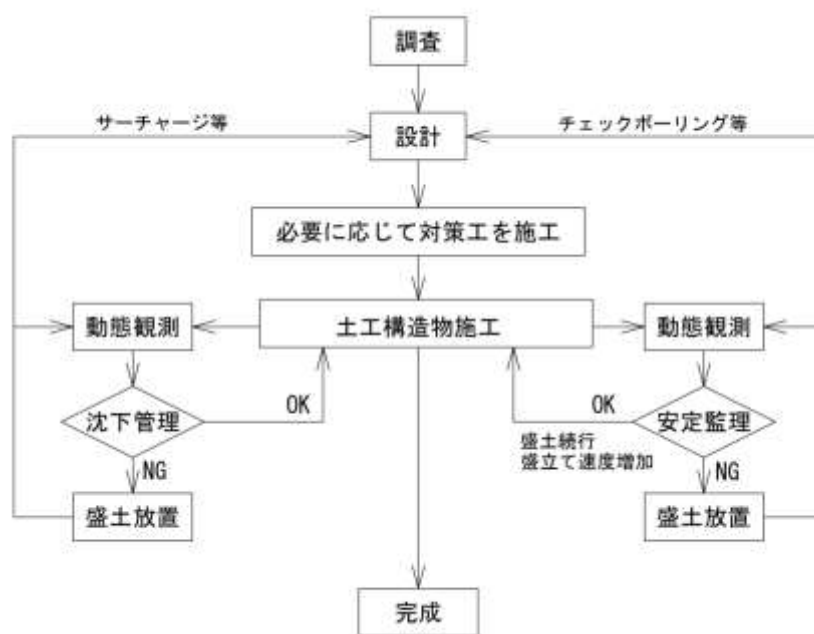 調査
サーチャージ等
チェックボーリング等
設計
必要に応じて対策工を施工
動態観測
土工構造物施工
動態観測
沈下管理
OK
OK
安定監理
盛土続行
盛立て速度増加
NG
NG
盛土放置
盛土放置
完成